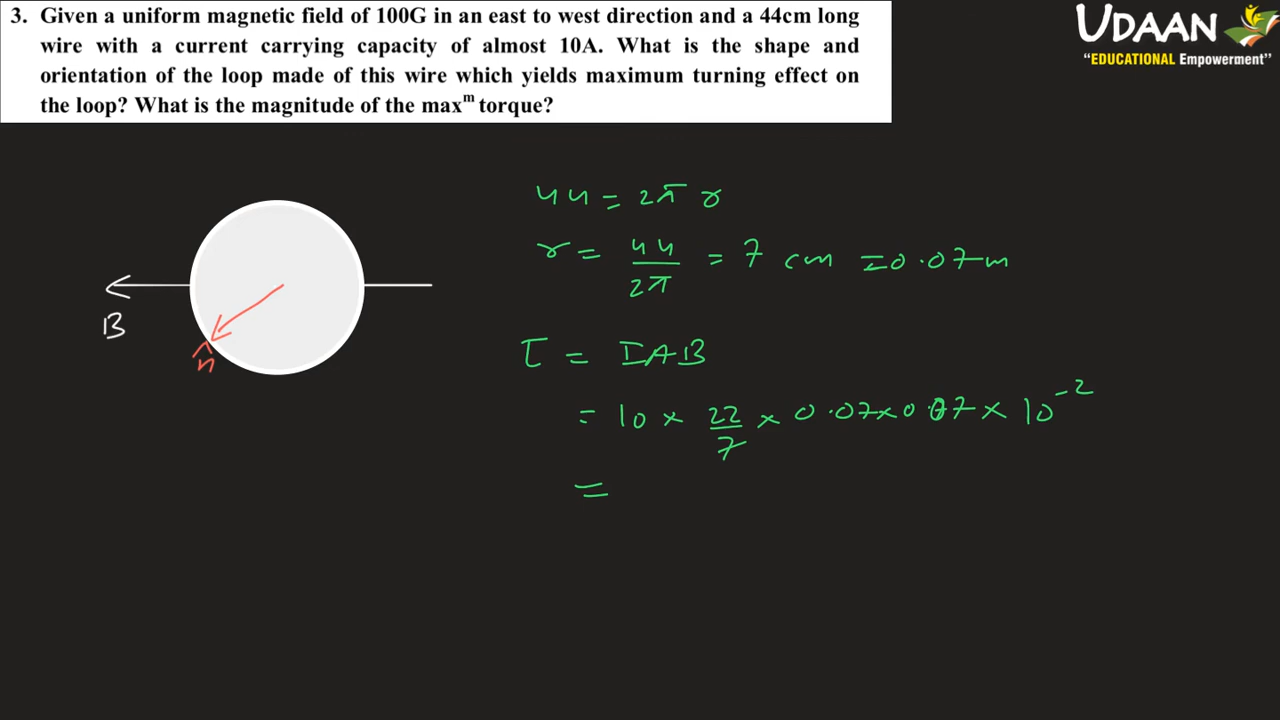 3. Given a uniform magnetic field of 100G in an east to west direction and a 44cm long
wire with a current carrying capacity of almost 10A. What is the shape and
orientation of the loop made of this wire which yields maximum turning effect on
the loop? What is the magnitude of the maxᵐ torque?
UDAAN
“EDUCATIONAL Empowerment”
44 = 2π r
r = 44/2π = 7 cm = 0.07m
B
n̂
τ = IAB
= 10 × 22/7 × 0.07×0.07 × 10⁻²
=